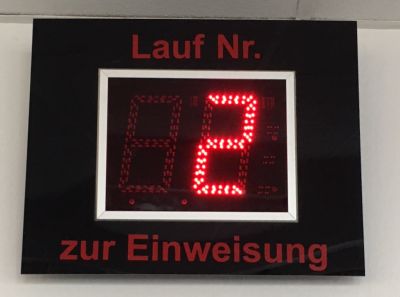 Lauf Nr.
2
zur Einweisung